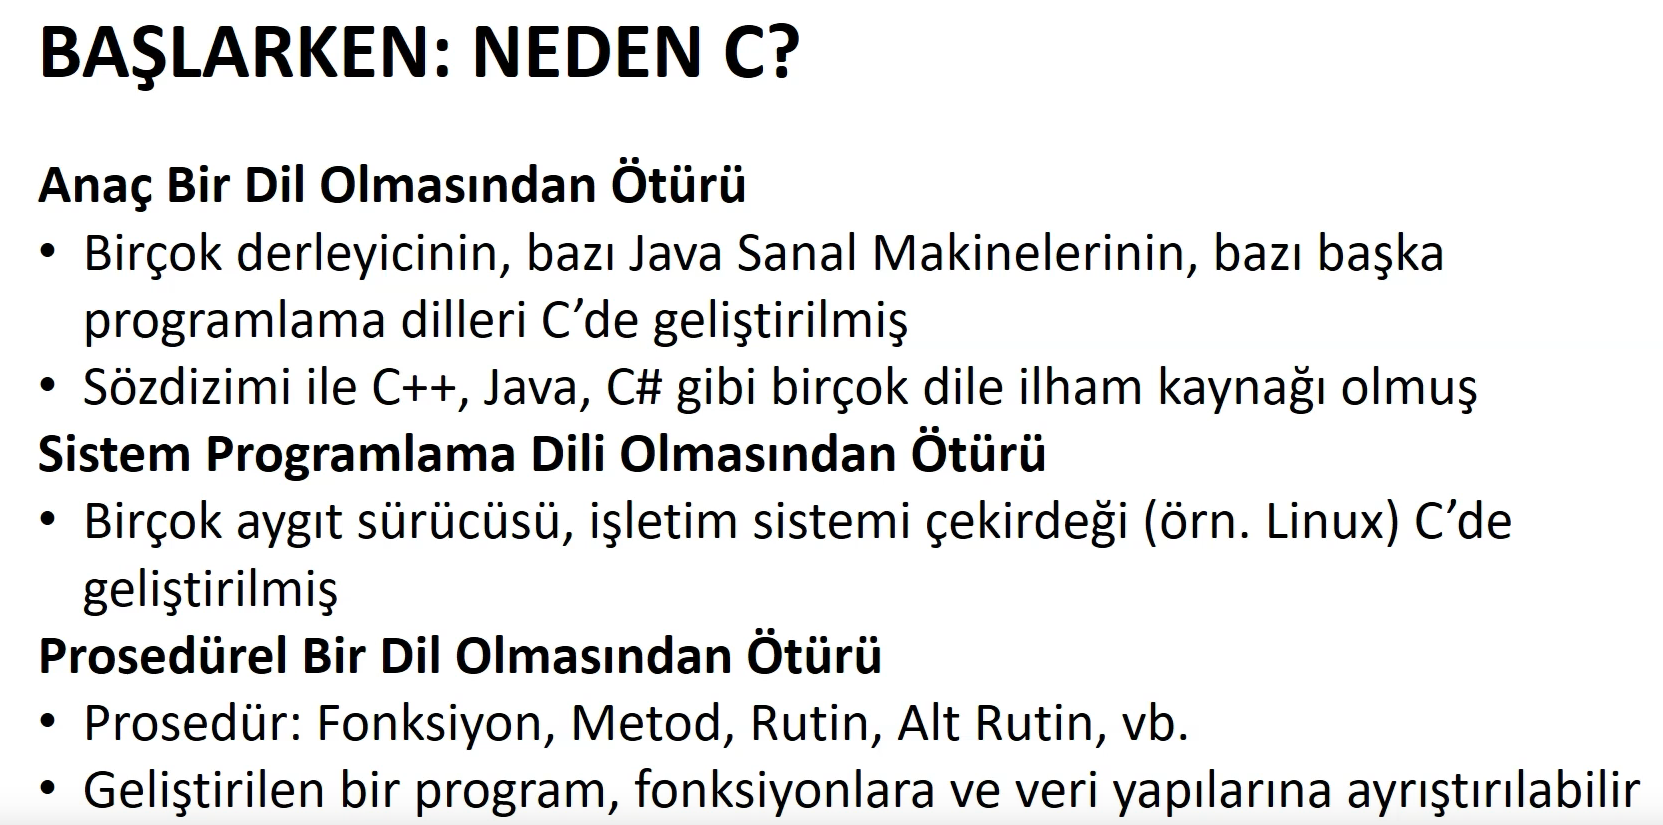 BAŞLARKEN: NEDEN C?
Anaç Bir Dil Olmasından Ötürü
• Birçok derleyicinin, bazı Java Sanal Makinelerinin, bazı başka
programlama dilleri C’de geliştirilmiş
• Sözdizimi ile C++, Java, C# gibi birçok dile ilham kaynağı olmuş
Sistem Programlama Dili Olmasından Ötürü
• Birçok aygıt sürücüsü, işletim sistemi çekirdeği (örn. Linux) C’de
geliştirilmiş
Prosedürel Bir Dil Olmasından Ötürü
• Prosedür: Fonksiyon, Metod, Rutin, Alt Rutin, vb.
• Geliştirilen bir program, fonksiyonlara ve veri yapılarına ayrıştırılabilir